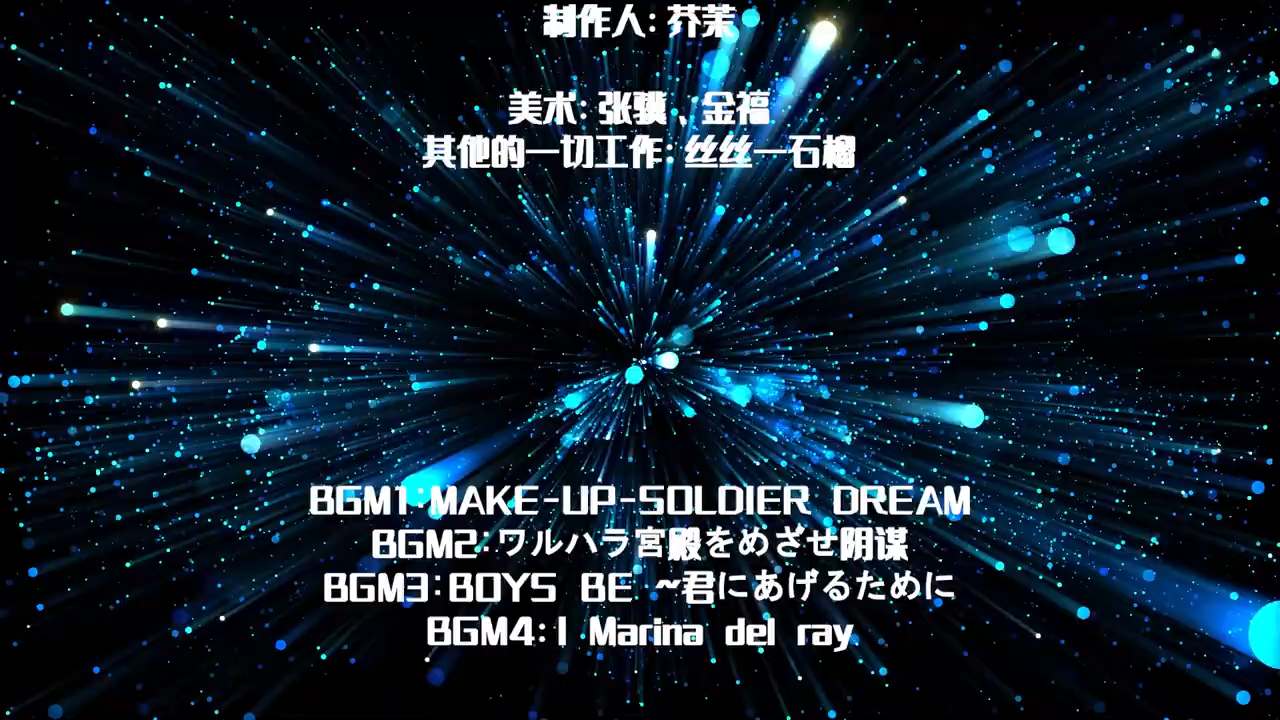 制作人: 芥茉
美术: 张骥、金福
其他的一切工作: 丝丝一石榴
BGM1:MAKE-UP-SOLDIER DREAM
BGM2:ワルハラ宮殿をめざせ阴谋
BGM3:BOYS BE ~君にあげるために
BGM4:I Marina del ray